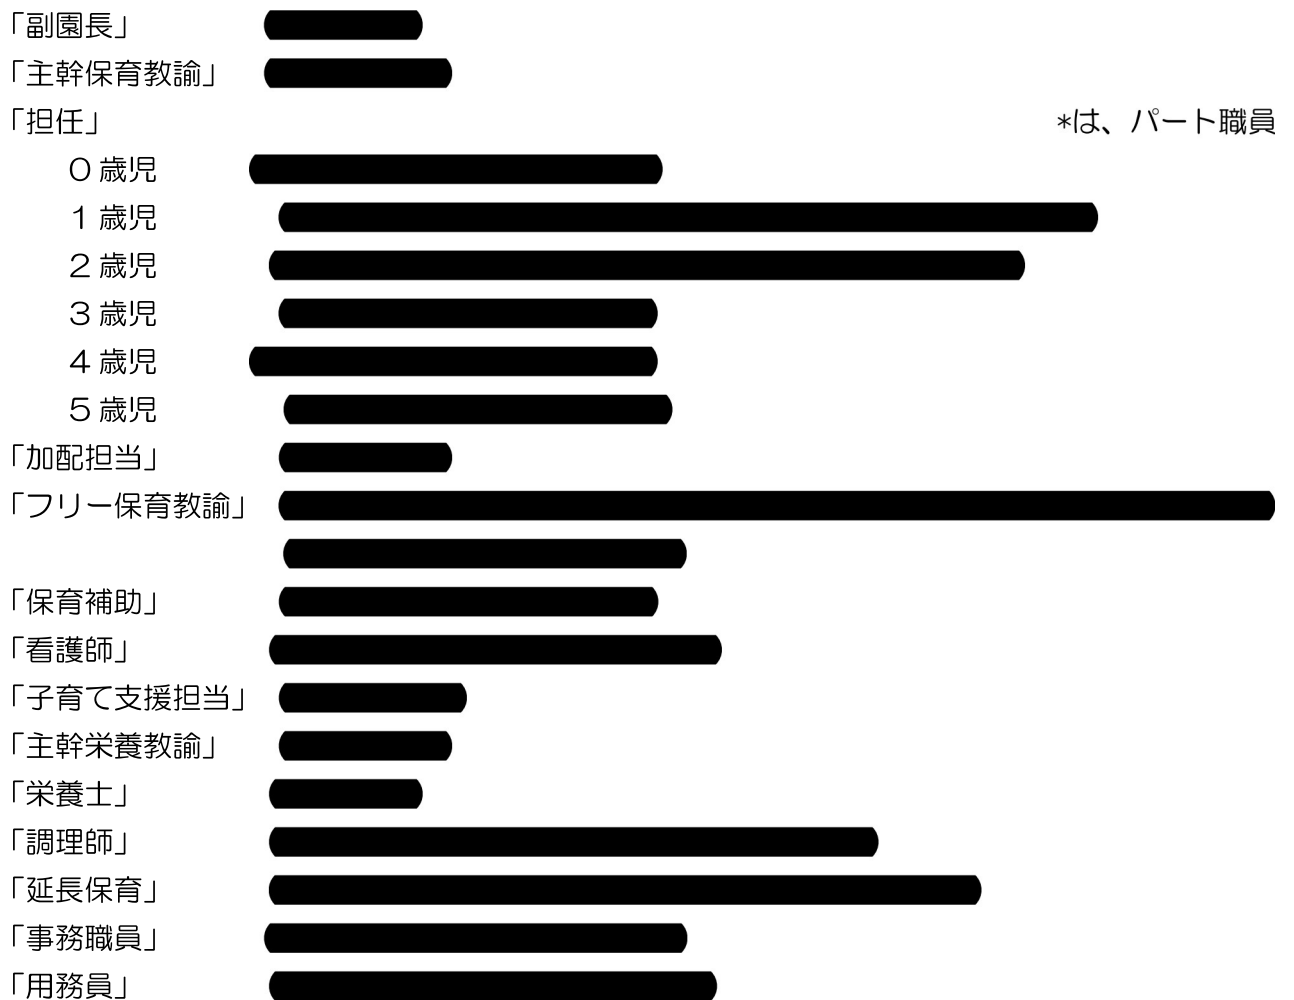 「副園長」
「主幹保育教諭」
「担任」 *は、パート職員
０歳児
１歳児
２歳児
３歳児
４歳児
５歳児
「加配担当」
「フリー保育教諭」
「保育補助」
「看護師」
「子育て支援担当」
「主幹栄養教諭」
「栄養士」
「調理師」
「延長保育」
「事務職員」
「用務員」